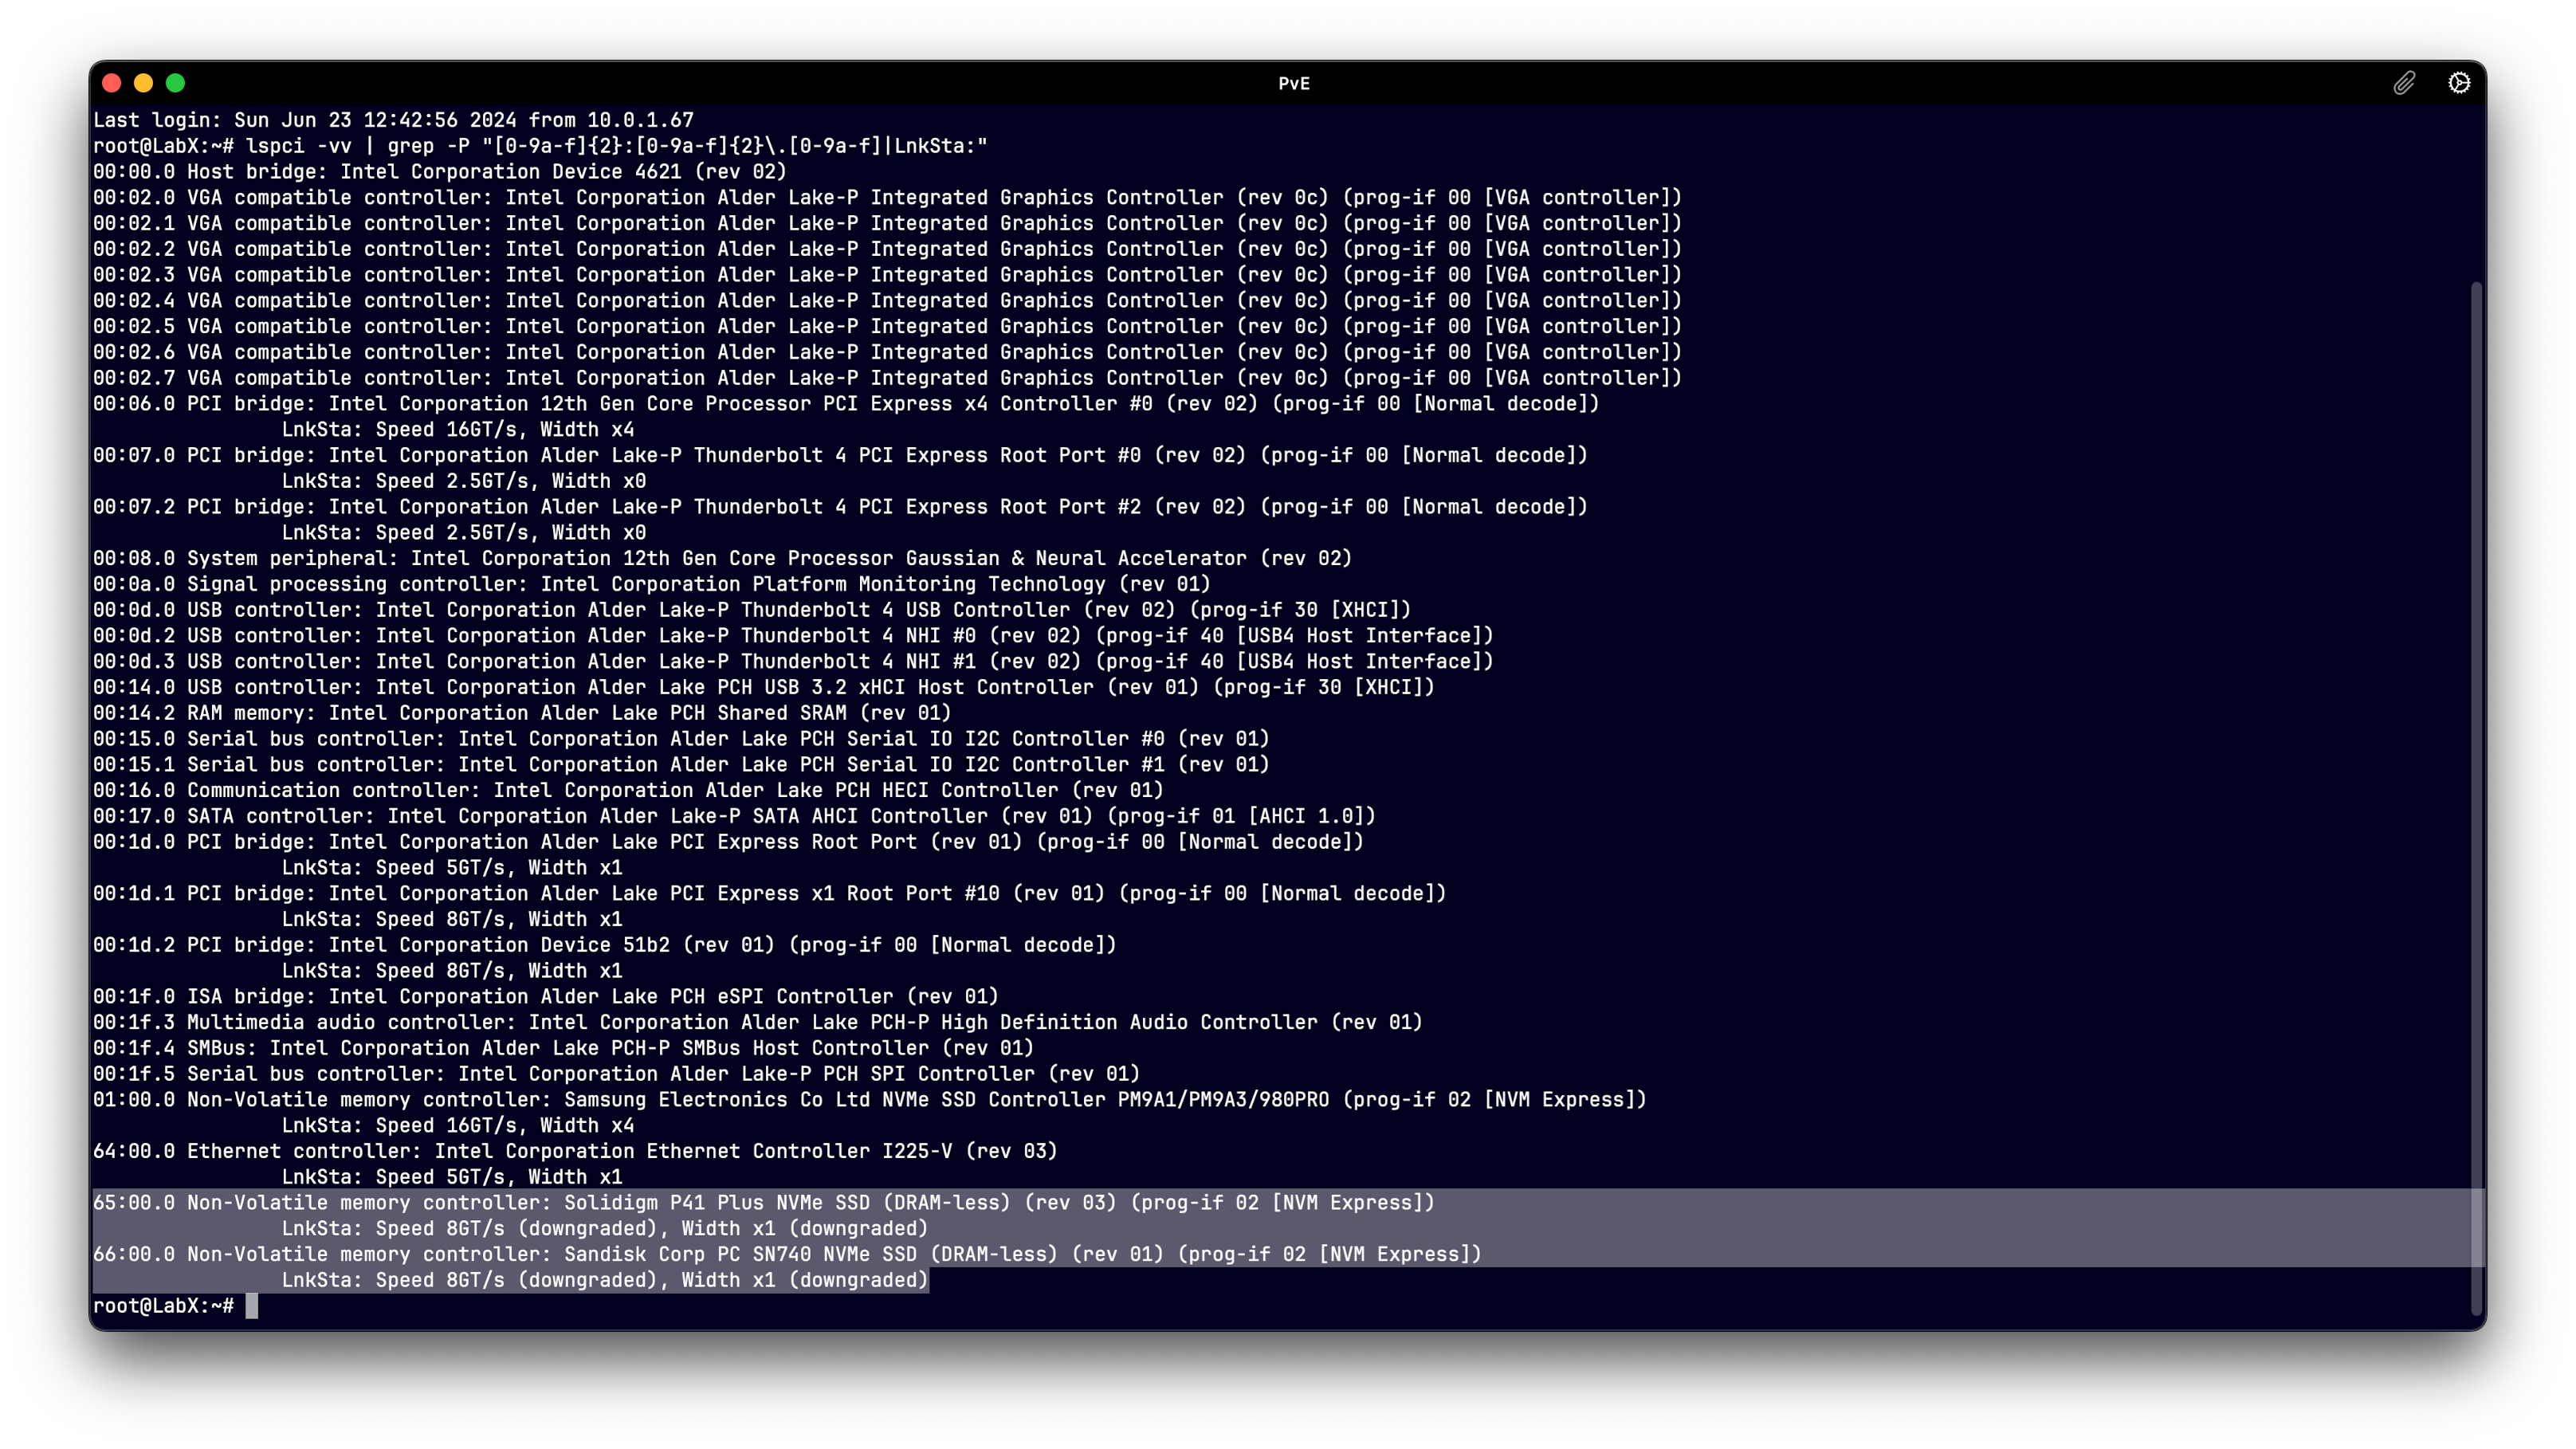 PvE
Last login: Sun Jun 23 12:42:56 2024 from 10.0.1.67
root@LabX:~# lspci -vv | grep -P "[0-9a-f]{2}:[0-9a-f]{2}\.[0-9a-f]|LnkSta:"
00:00.0 Host bridge: Intel Corporation Device 4621 (rev 02)
00:02.0 VGA compatible controller: Intel Corporation Alder Lake-P Integrated Graphics Controller (rev 0c) (prog-if 00 [VGA controller])
00:02.1 VGA compatible controller: Intel Corporation Alder Lake-P Integrated Graphics Controller (rev 0c) (prog-if 00 [VGA controller])
00:02.2 VGA compatible controller: Intel Corporation Alder Lake-P Integrated Graphics Controller (rev 0c) (prog-if 00 [VGA controller])
00:02.3 VGA compatible controller: Intel Corporation Alder Lake-P Integrated Graphics Controller (rev 0c) (prog-if 00 [VGA controller])
00:02.4 VGA compatible controller: Intel Corporation Alder Lake-P Integrated Graphics Controller (rev 0c) (prog-if 00 [VGA controller])
00:02.5 VGA compatible controller: Intel Corporation Alder Lake-P Integrated Graphics Controller (rev 0c) (prog-if 00 [VGA controller])
00:02.6 VGA compatible controller: Intel Corporation Alder Lake-P Integrated Graphics Controller (rev 0c) (prog-if 00 [VGA controller])
00:02.7 VGA compatible controller: Intel Corporation Alder Lake-P Integrated Graphics Controller (rev 0c) (prog-if 00 [VGA controller])
00:06.0 PCI bridge: Intel Corporation 12th Gen Core Processor PCI Express x4 Controller #0 (rev 02) (prog-if 00 [Normal decode])
LnkSta: Speed 16GT/s, Width x4
00:07.0 PCI bridge: Intel Corporation Alder Lake-P Thunderbolt 4 PCI Express Root Port #0 (rev 02) (prog-if 00 [Normal decode])
LnkSta: Speed 2.5GT/s, Width x0
00:07.2 PCI bridge: Intel Corporation Alder Lake-P Thunderbolt 4 PCI Express Root Port #2 (rev 02) (prog-if 00 [Normal decode])
LnkSta: Speed 2.5GT/s, Width x0
00:08.0 System peripheral: Intel Corporation 12th Gen Core Processor Gaussian & Neural Accelerator (rev 02)
00:0a.0 Signal processing controller: Intel Corporation Platform Monitoring Technology (rev 01)
00:0d.0 USB controller: Intel Corporation Alder Lake-P Thunderbolt 4 USB Controller (rev 02) (prog-if 30 [XHCI])
00:0d.2 USB controller: Intel Corporation Alder Lake-P Thunderbolt 4 NHI #0 (rev 02) (prog-if 40 [USB4 Host Interface])
00:0d.3 USB controller: Intel Corporation Alder Lake-P Thunderbolt 4 NHI #1 (rev 02) (prog-if 40 [USB4 Host Interface])
00:14.0 USB controller: Intel Corporation Alder Lake PCH USB 3.2 xHCI Host Controller (rev 01) (prog-if 30 [XHCI])
00:14.2 RAM memory: Intel Corporation Alder Lake PCH Shared SRAM (rev 01)
00:15.0 Serial bus controller: Intel Corporation Alder Lake PCH Serial IO I2C Controller #0 (rev 01)
00:15.1 Serial bus controller: Intel Corporation Alder Lake PCH Serial IO I2C Controller #1 (rev 01)
00:16.0 Communication controller: Intel Corporation Alder Lake PCH HECI Controller (rev 01)
00:17.0 SATA controller: Intel Corporation Alder Lake-P SATA AHCI Controller (rev 01) (prog-if 01 [AHCI 1.0])
00:1d.0 PCI bridge: Intel Corporation Alder Lake PCI Express Root Port (rev 01) (prog-if 00 [Normal decode])
LnkSta: Speed 5GT/s, Width x1
00:1d.1 PCI bridge: Intel Corporation Alder Lake PCI Express x1 Root Port #10 (rev 01) (prog-if 00 [Normal decode])
LnkSta: Speed 8GT/s, Width x1
00:1d.2 PCI bridge: Intel Corporation Device 51b2 (rev 01) (prog-if 00 [Normal decode])
LnkSta: Speed 8GT/s, Width x1
00:1f.0 ISA bridge: Intel Corporation Alder Lake PCH eSPI Controller (rev 01)
00:1f.3 Multimedia audio controller: Intel Corporation Alder Lake PCH-P High Definition Audio Controller (rev 01)
00:1f.4 SMBus: Intel Corporation Alder Lake PCH-P SMBus Host Controller (rev 01)
00:1f.5 Serial bus controller: Intel Corporation Alder Lake-P PCH SPI Controller (rev 01)
01:00.0 Non-Volatile memory controller: Samsung Electronics Co Ltd NVMe SSD Controller PM9A1/PM9A3/980PRO (prog-if 02 [NVM Express])
LnkSta: Speed 16GT/s, Width x4
64:00.0 Ethernet controller: Intel Corporation Ethernet Controller I225-V (rev 03)
LnkSta: Speed 5GT/s, Width x1
65:00.0 Non-Volatile memory controller: Solidigm P41 Plus NVMe SSD (DRAM-less) (rev 03) (prog-if 02 [NVM Express])
LnkSta: Speed 8GT/s (downgraded), Width x1 (downgraded)
66:00.0 Non-Volatile memory controller: Sandisk Corp PC SN740 NVMe SSD (DRAM-less) (rev 01) (prog-if 02 [NVM Express])
LnkSta: Speed 8GT/s (downgraded), Width x1 (downgraded)
root@LabX:~#